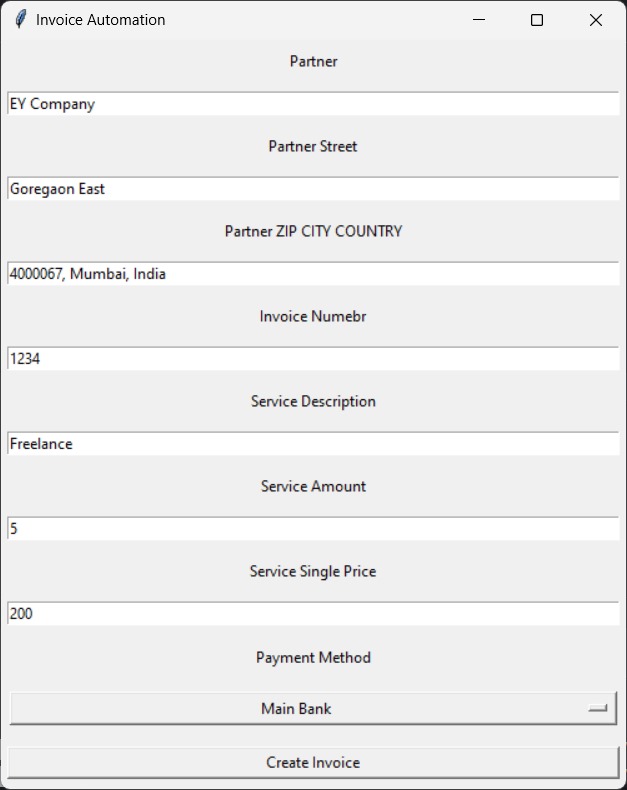 Invoice Automation
Partner
EY Company
Partner Street
Goregaon East
Partner ZIP CITY COUNTRY
4000067, Mumbai, India
Invoice Numebr
1234
Service Description
Freelance
Service Amount
5
Service Single Price
200
Payment Method
Main Bank
Create Invoice